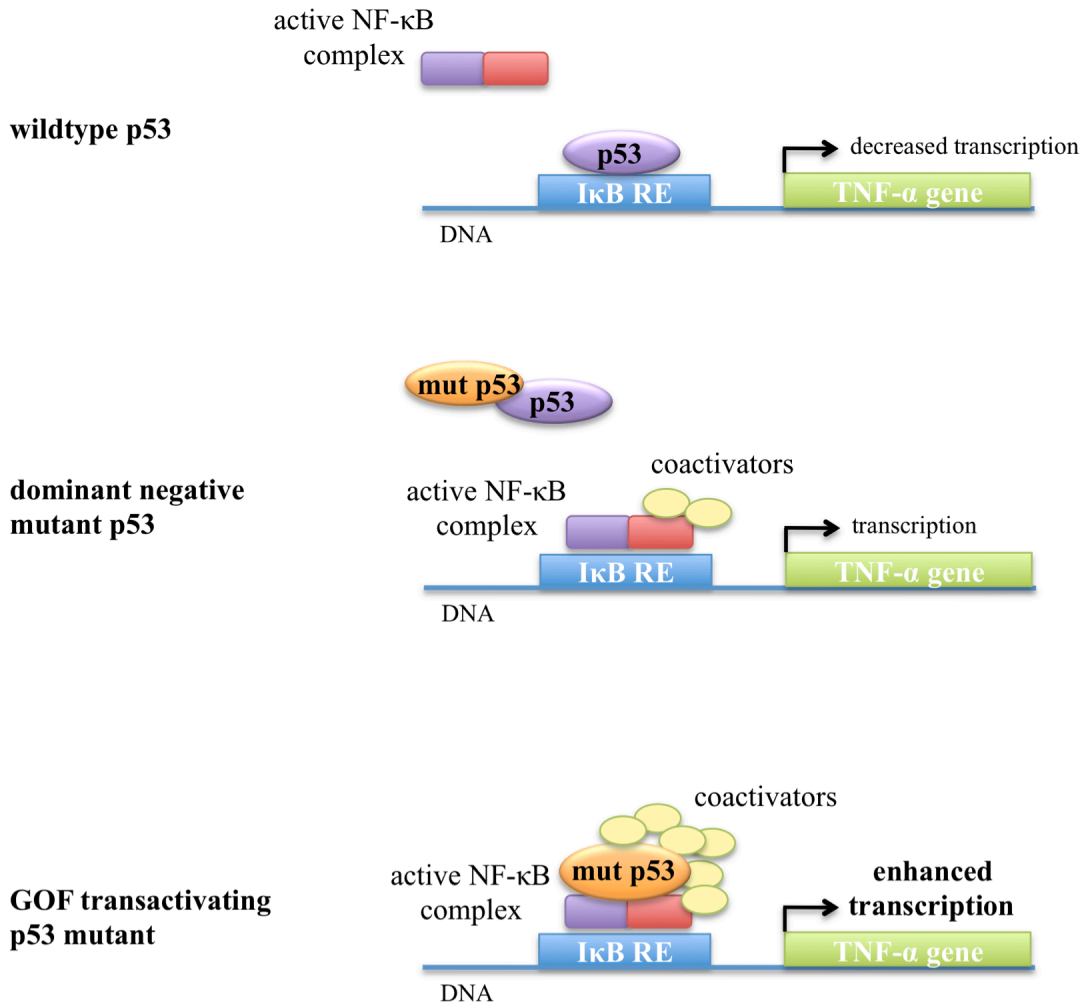 active NF-κB
complex
wildtype p53
p53
decreased transcription
IκB RE
TNF-α gene
DNA
mut p53
p53
coactivators
dominant negative
mutant p53
active NF-κB
complex
transcription
IκB RE
TNF-α gene
DNA
coactivators
GOF transactivating
p53 mutant
active NF-κB
complex
mut p53
enhanced
transcription
IκB RE
TNF-α gene
DNA